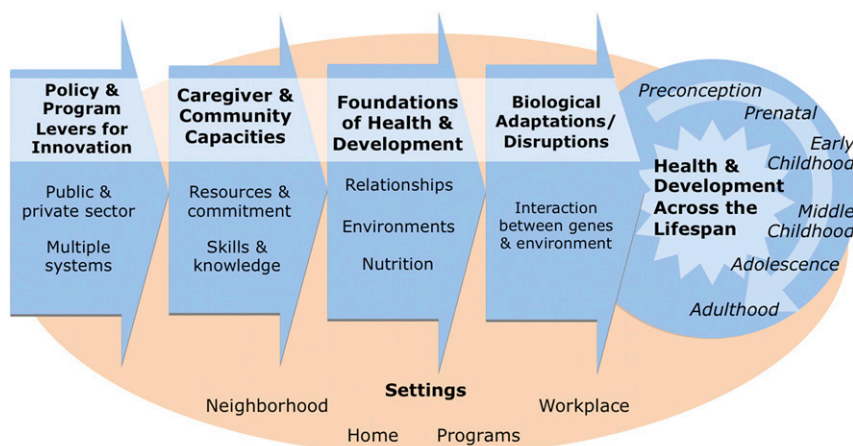 Policy &
Program
Levers for
Innovation
Public &
private sector
Multiple
systems
Caregiver &
Community
Capacities
Resources &
commitment
Skills &
knowledge
Foundations
of Health &
Development
Relationships
Environments
Nutrition
Biological
Adaptations/
Disruptions
Interaction
between genes
& environment
Health &
Development
Across the
Lifespan
Preconception
Prenatal
Early
Childhood
Middle
Childhood
Adolescence
Adulthood
Settings
Neighborhood
Home
Programs
Workplace